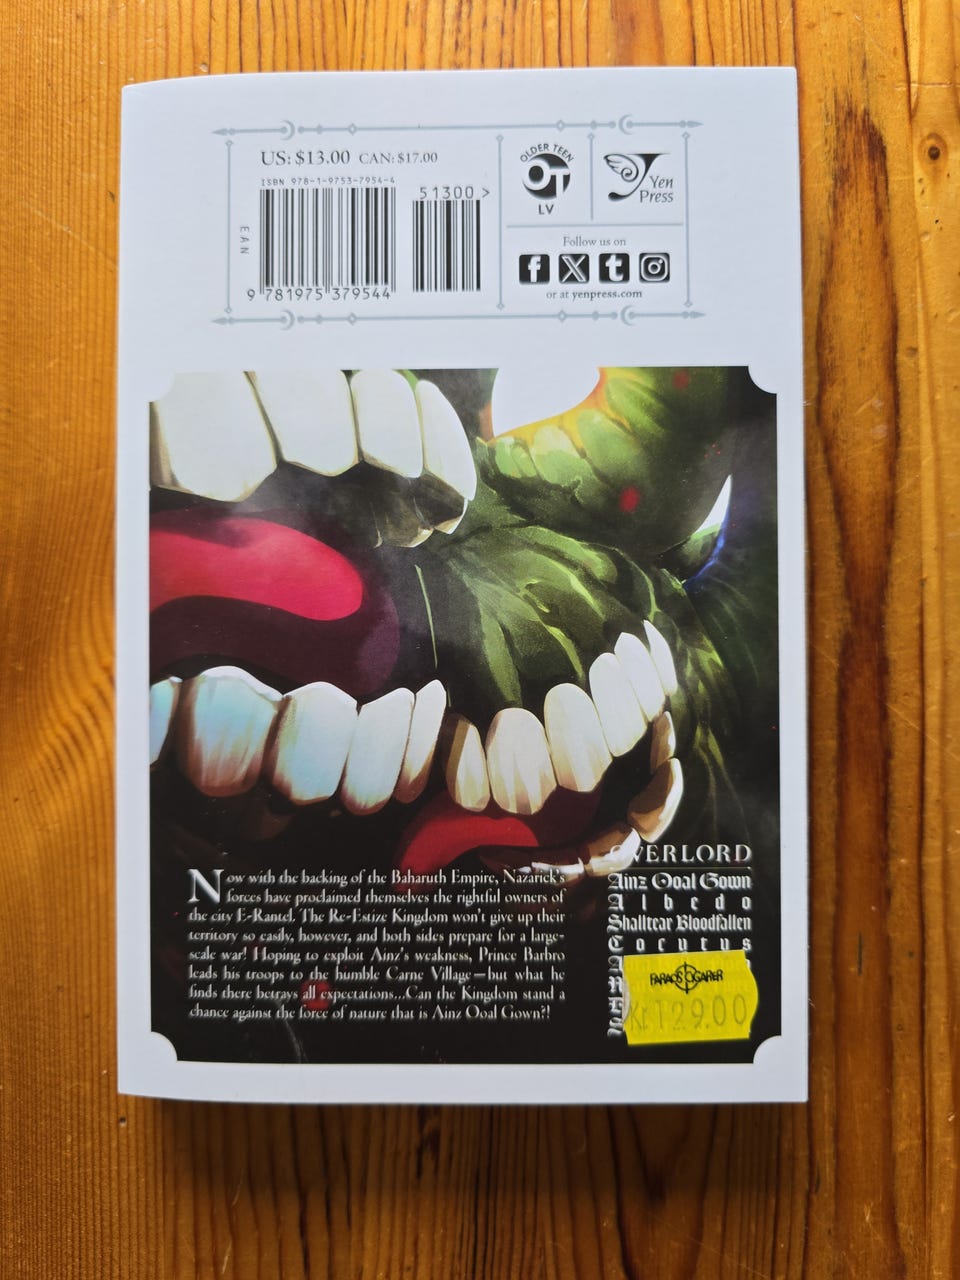 US: $13.00 CAN: $17.00
ISBN 978-1-9753-7954-4
51300 >
EAN
9 781975 379544
OLDER TEEN
OT
LV
Yen
Press
Follow us on
or at yenpress.com
Now with the backing of the Baharuth Empire, Nazarick's
forces have proclaimed themselves the rightful owners of
the city E-Rantel. The Re-Estize Kingdom won't give up their
territory so easily, however, and both sides prepare for a large-
scale war! Hoping to exploit Ainz's weakness, Prince Barbro
leads his troops to the humble Carne Village—but what he
finds there betrays all expectations...Can the Kingdom stand a
chance against the force of nature that is Ainz Ooal Gown?!
OVERLORD
Ainz Ooal Gown
Albedo
Shalltear Bloodfallen
Cocytus
FARAOS CIGARER
Kr. 129.00